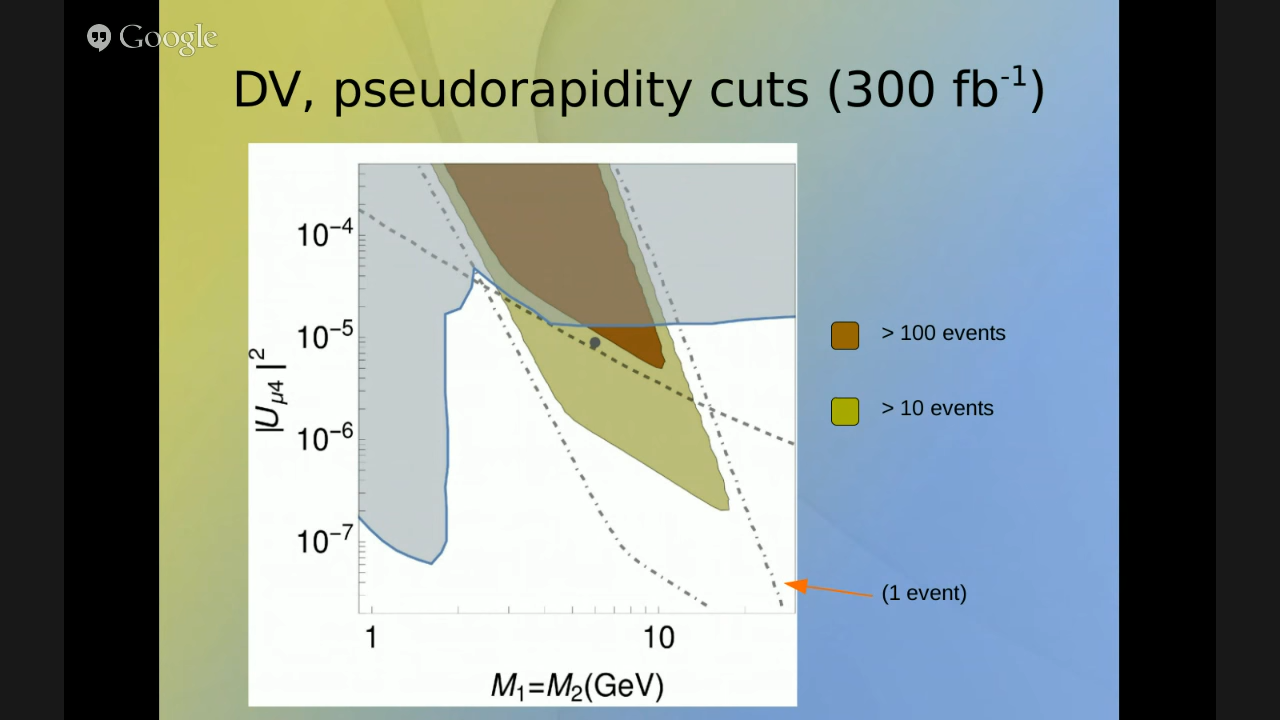 Google
DV, pseudorapidity cuts (300 fb⁻¹)
10⁻⁴
10⁻⁵
10⁻⁶
10⁻⁷
|U_μ4|²
1 10
M₁=M₂(GeV)
> 100 events
> 10 events
(1 event)